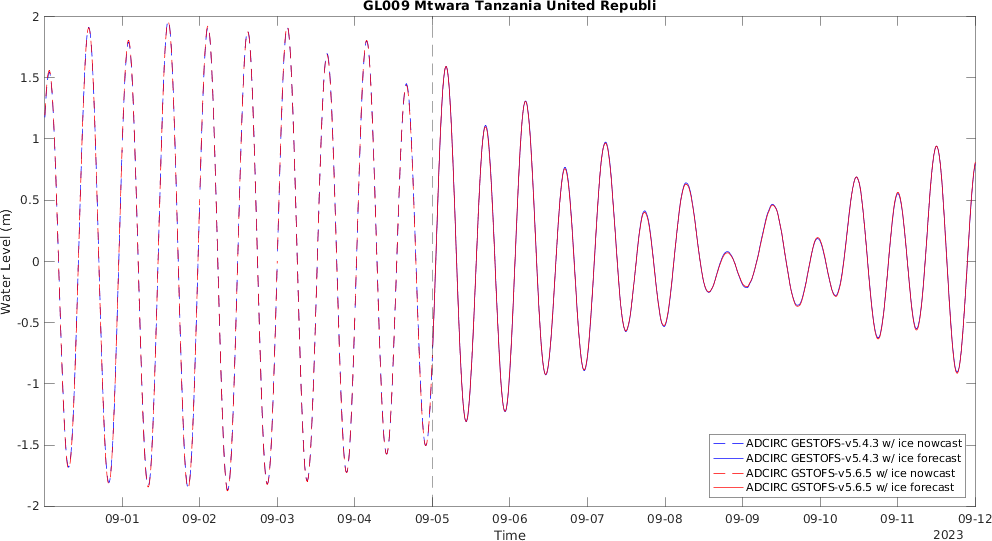 GL009 Mtwara Tanzania United Republi
Water Level (m)
2
1.5
1
0.5
0
-0.5
-1
-1.5
-2
09-01 09-02 09-03 09-04 09-05 09-06 09-07 09-08 09-09 09-10 09-11 09-12
Time
2023
ADCIRC GESTOFS-v5.4.3 w/ ice nowcast
ADCIRC GESTOFS-v5.4.3 w/ ice forecast
ADCIRC GSTOFS-v5.6.5 w/ ice nowcast
ADCIRC GSTOFS-v5.6.5 w/ ice forecast